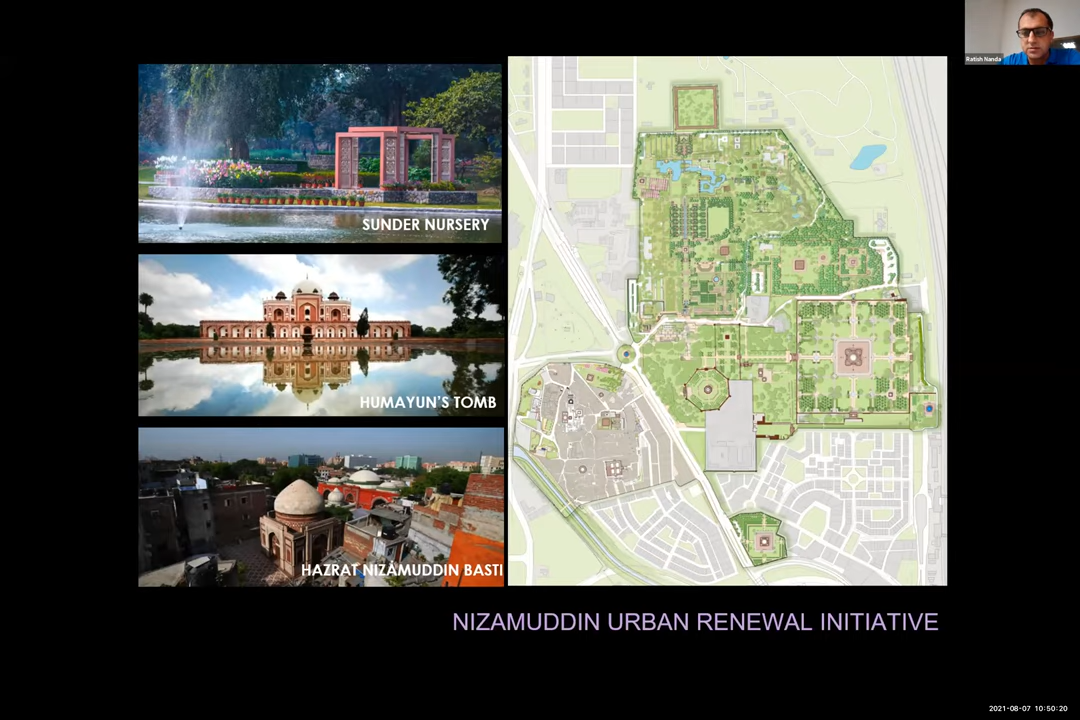 Ratish Nanda
SUNDER NURSERY
HUMAYUN'S TOMB
HAZRAT NIZAMUDDIN BASTI
NIZAMUDDIN URBAN RENEWAL INITIATIVE
2021-08-07 10:50:20